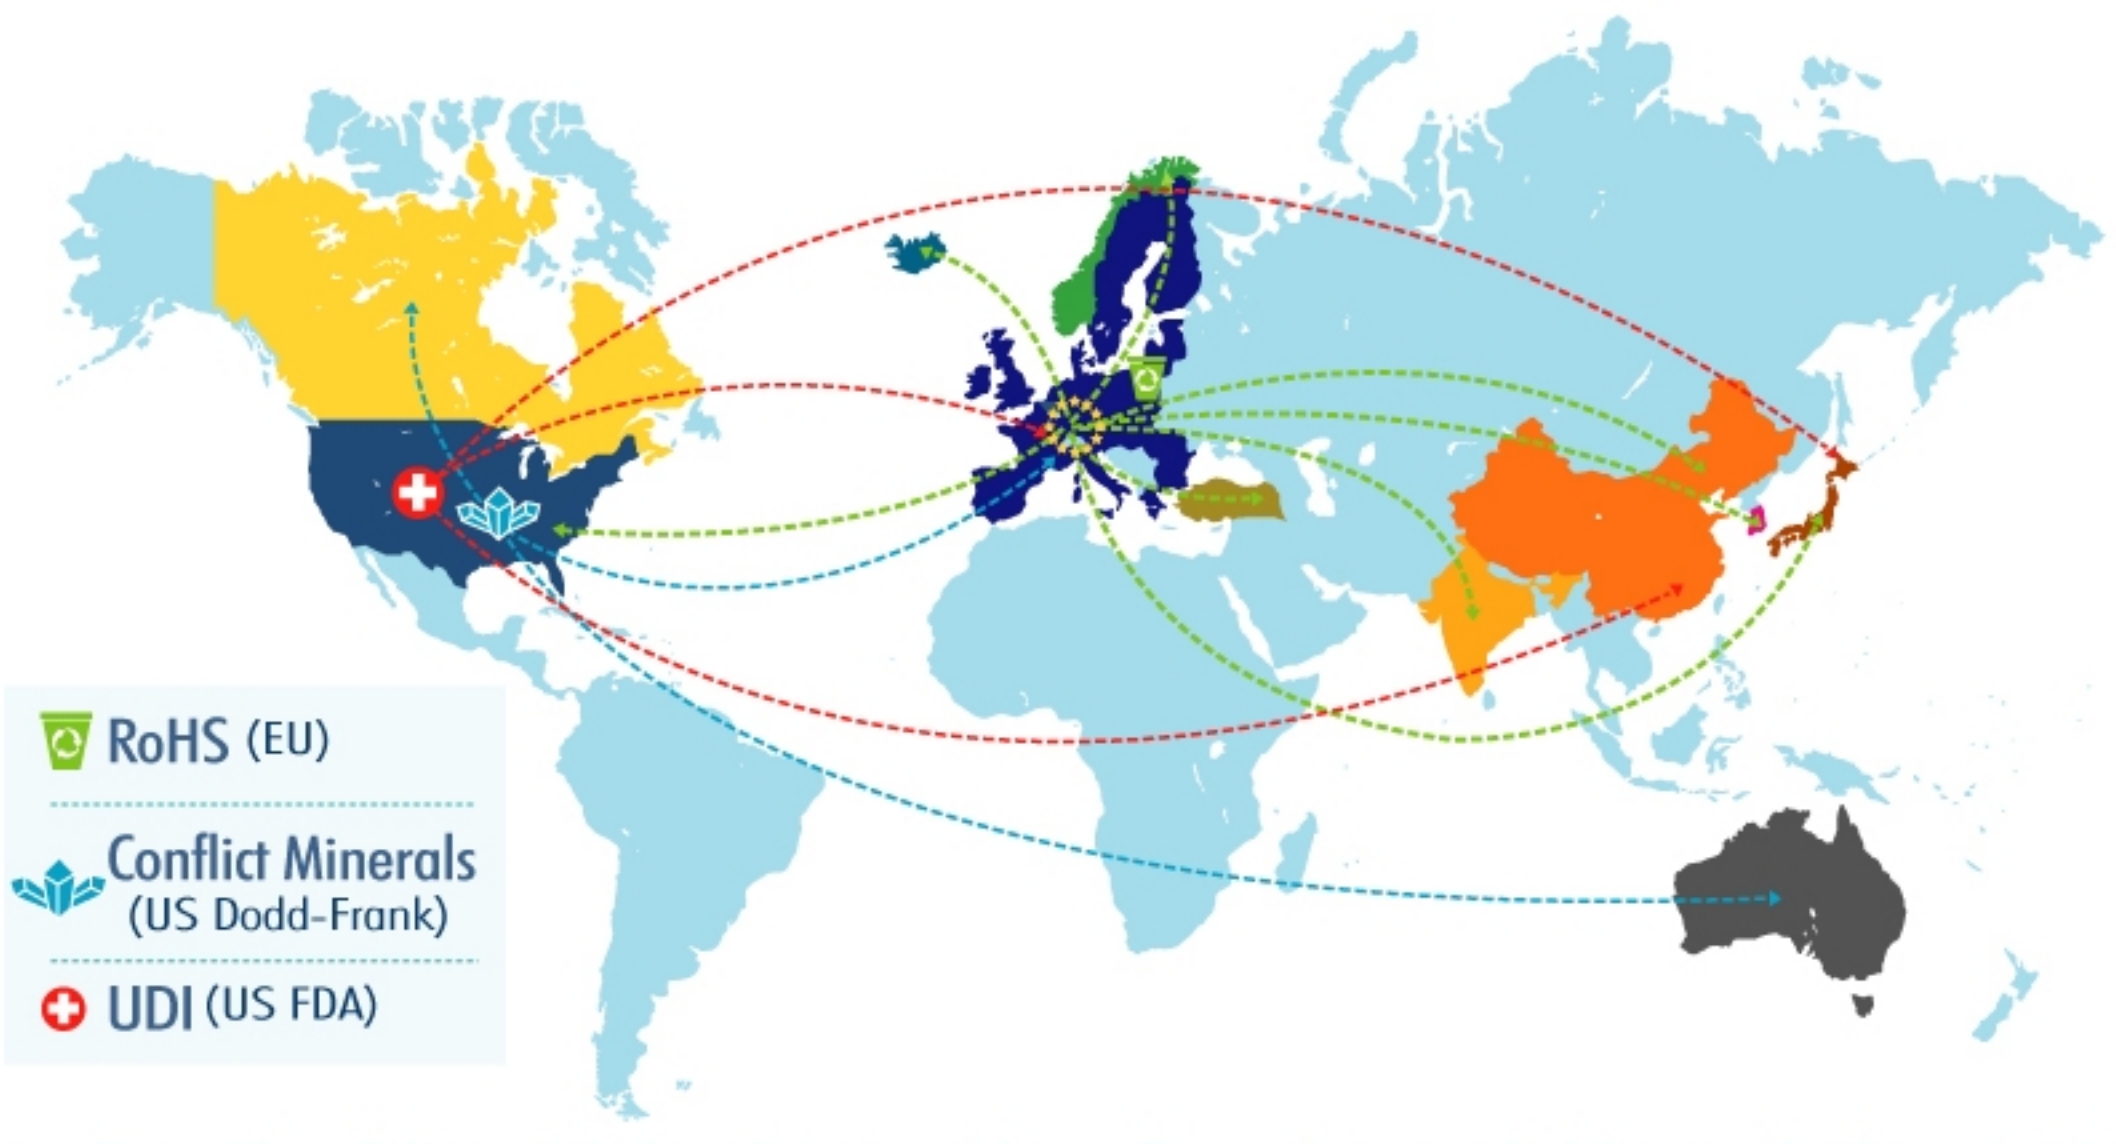 RoHS (EU)
Conflict Minerals
(US Dodd-Frank)
UDI (US FDA)